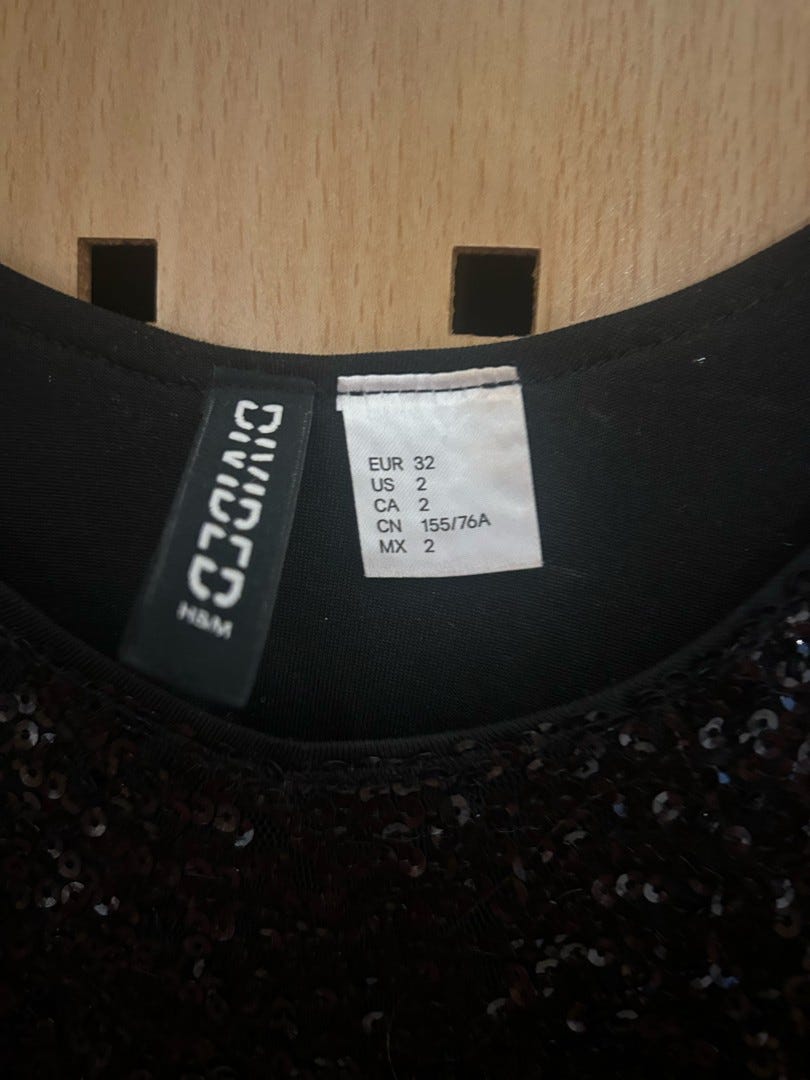 DIVIDED
H&M
EUR 32
US 2
CA 2
CN 155/76A
MX 2